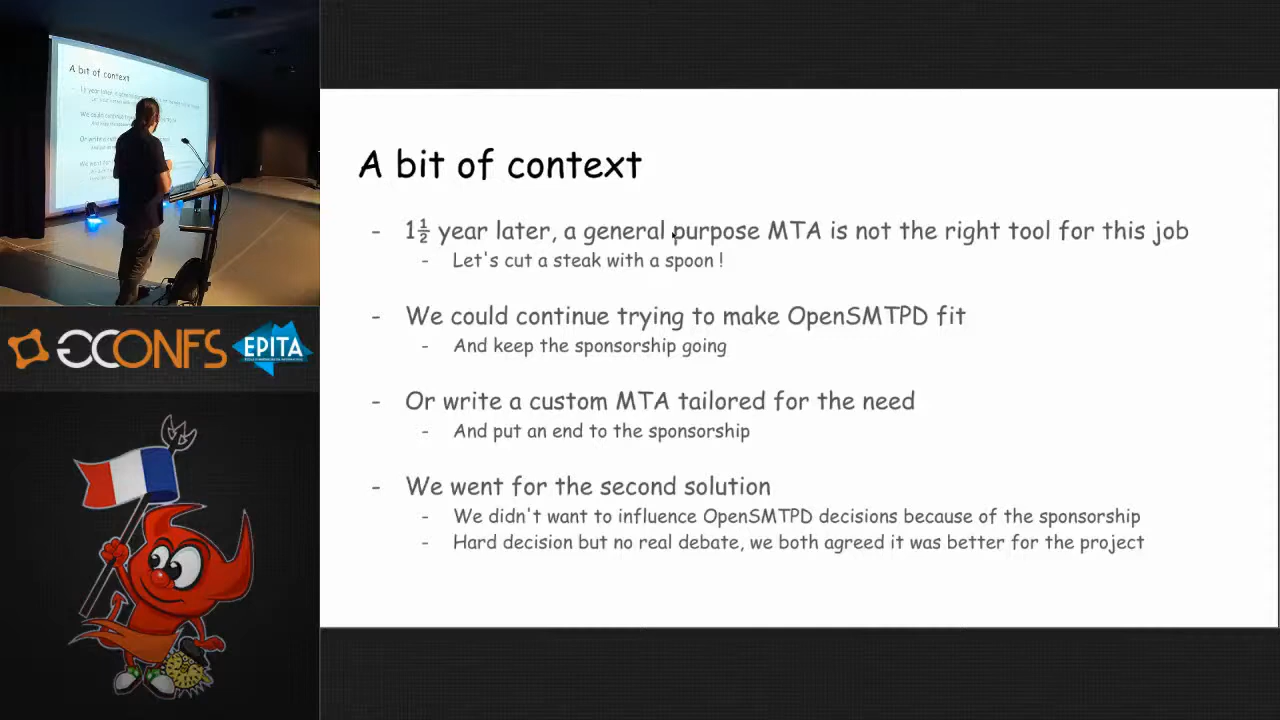 A bit of context
- 1½ year later, a general purpose MTA is not the right tool for this job
- Let's cut a steak with a spoon !
- We could continue trying to make OpenSMTPD fit
- And keep the sponsorship going
- Or write a custom MTA tailored for the need
- And put an end to the sponsorship
- We went for the second solution
- We didn't want to influence OpenSMTPD decisions because of the sponsorship
- Hard decision but no real debate, we both agreed it was better for the project
A bit of context
GCONFS
EPITA